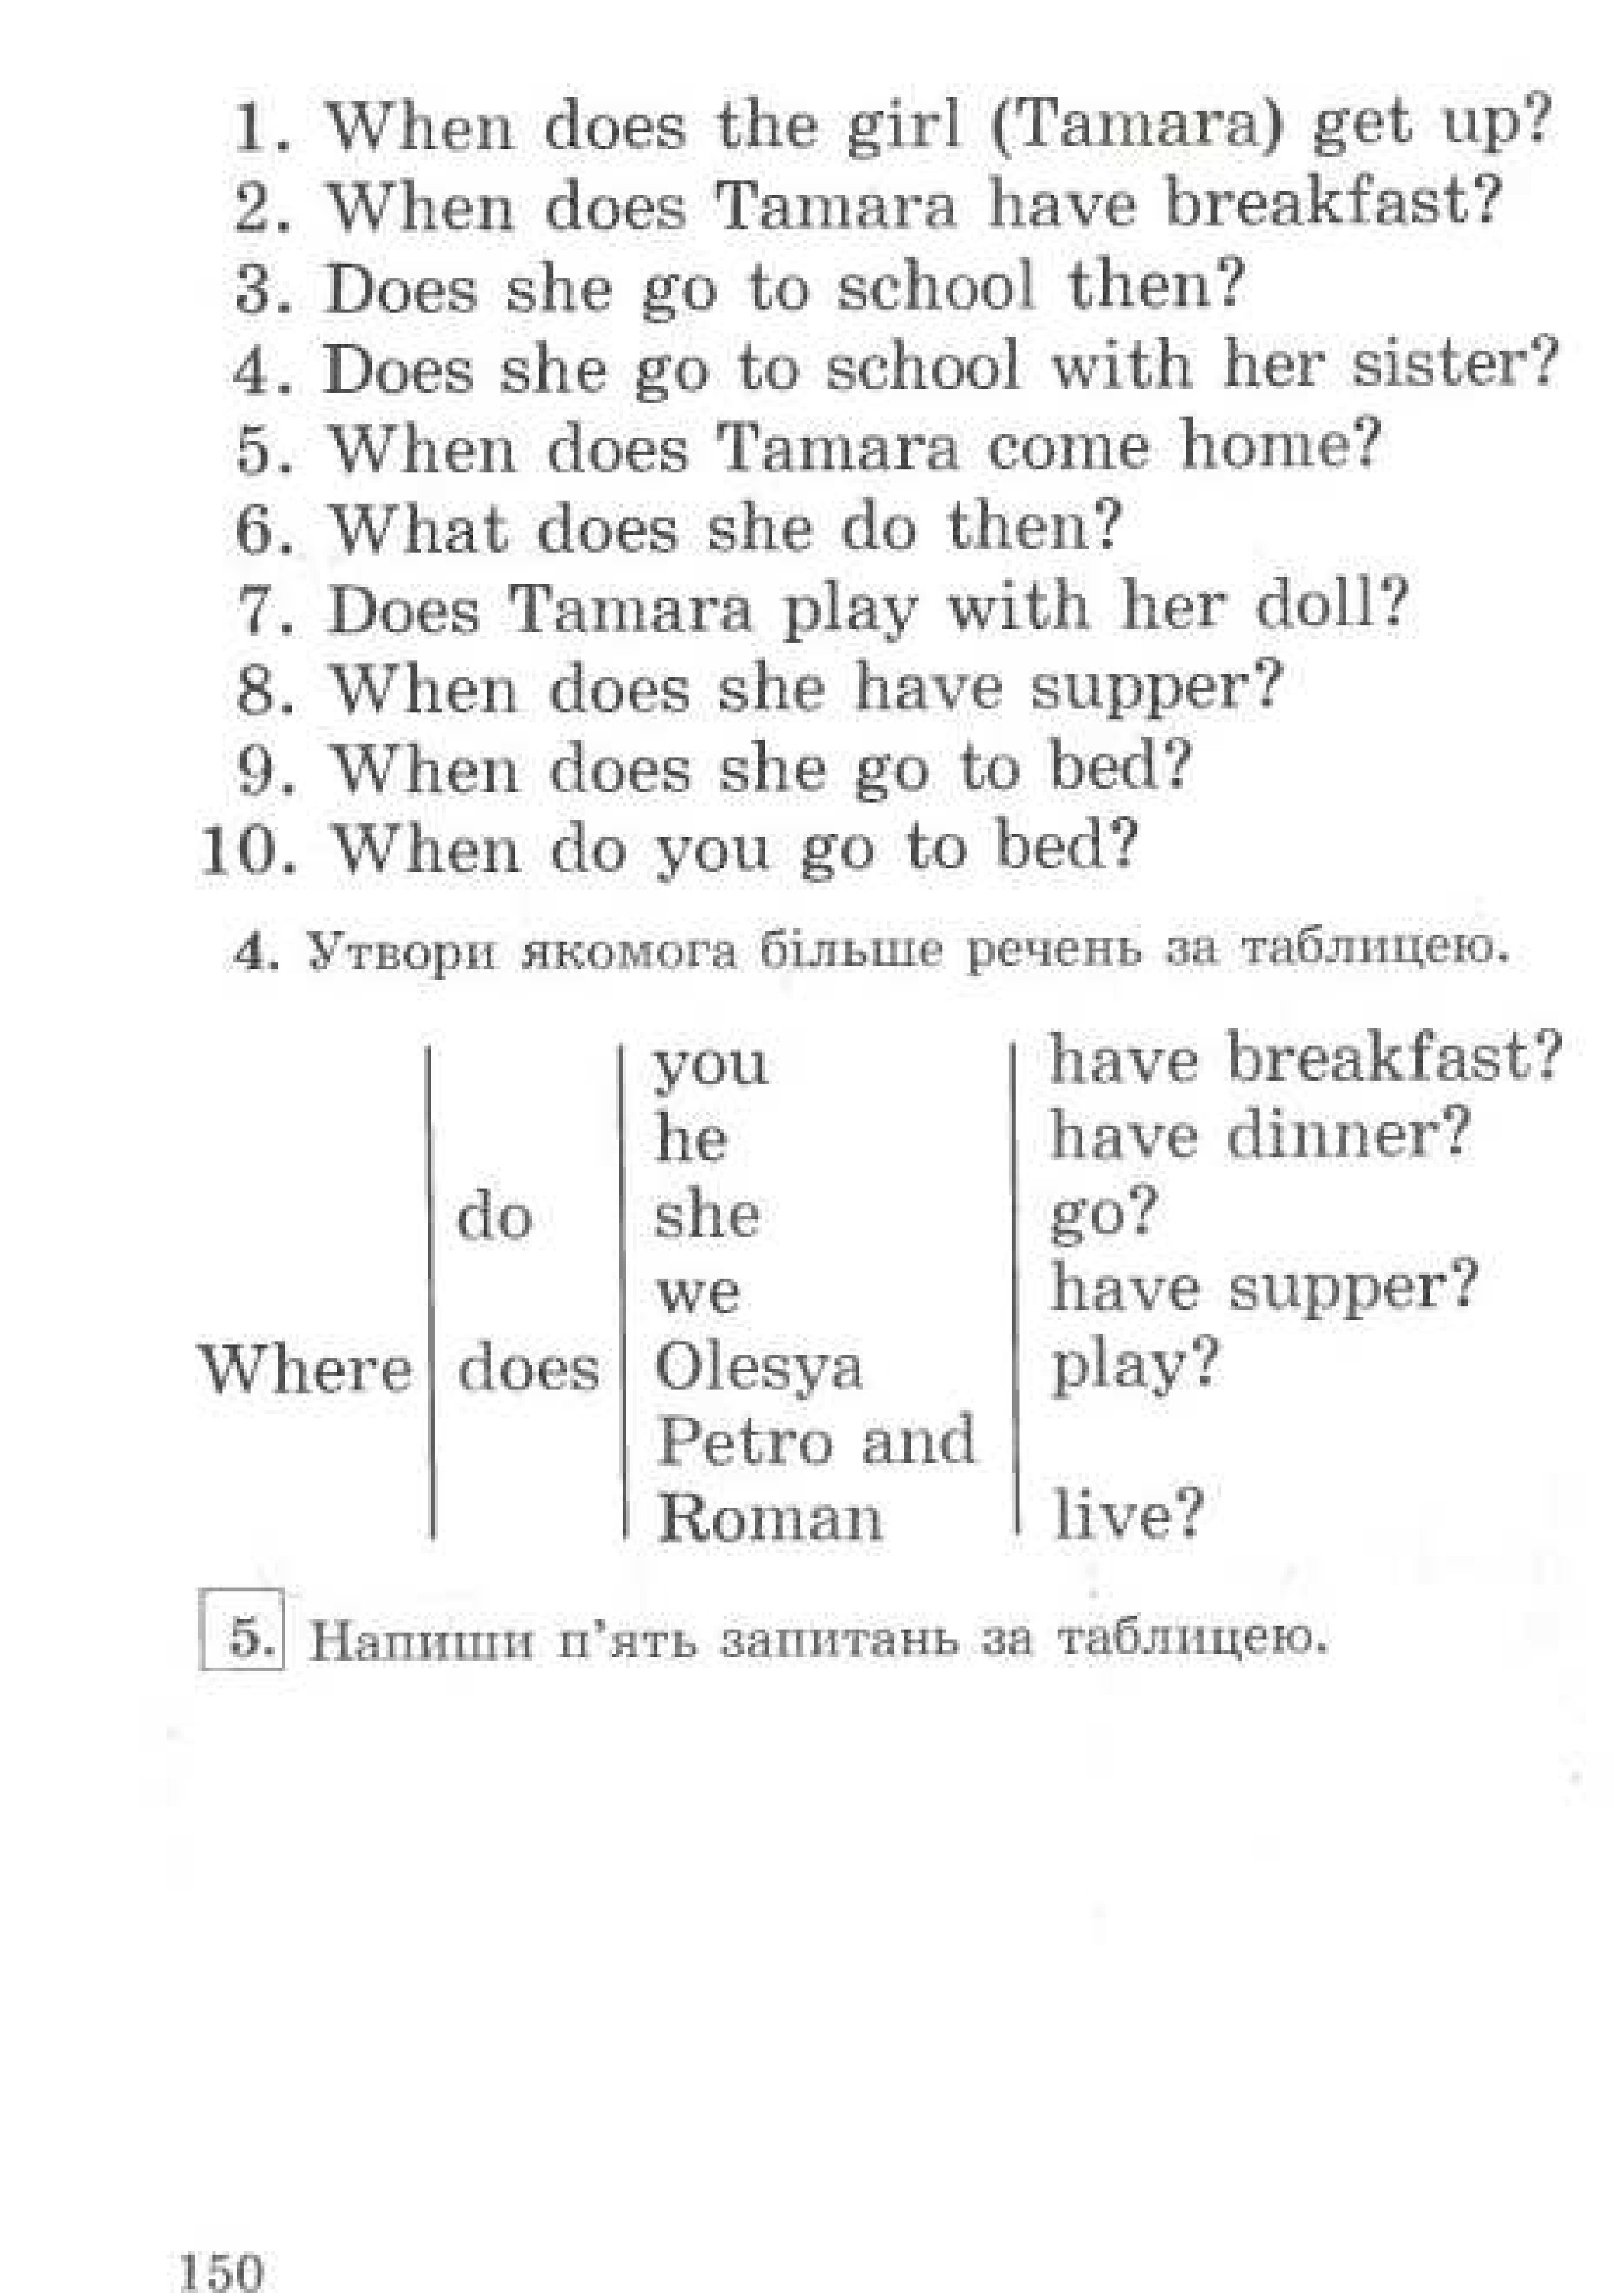 1. When does the girl (Tamara) get up?
2. When does Tamara have breakfast?
3. Does she go to school then?
4. Does she go to school with her sister?
5. When does Tamara come home?
6. What does she do then?
7. Does Tamara play with her doll?
8. When does she have supper?
9. When does she go to bed?
10. When do you go to bed?
4. Утвори якомога більше речень за таблицею.
you have breakfast?
he have dinner?
do she go?
we have supper?
Where does Olesya play?
Petro and
Roman live?
5. Напиши п'ять запитань за таблицею.
150